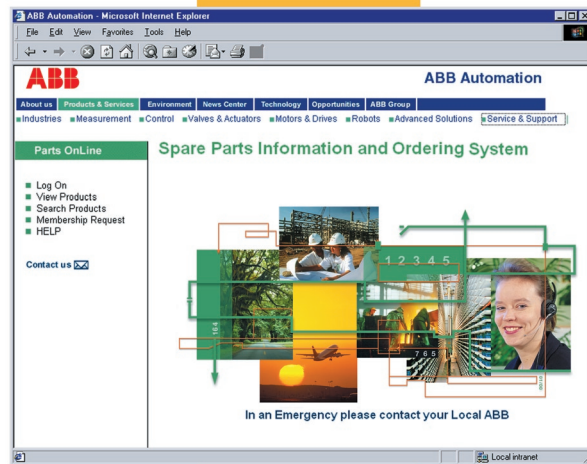 ABB Automation - Microsoft Internet Explorer
File Edit View Favorites Tools Help
ABB
ABB Automation
About us Products & Services Environment News Center Technology Opportunities ABB Group
Industries Measurement Control Valves & Actuators Motors & Drives Robots Advanced Solutions Service & Support
Parts OnLine
Spare Parts Information and Ordering System
Log On
View Products
Search Products
Membership Request
HELP
Contact us
1 2 3 4 5
164
7 6 5
In an Emergency please contact your Local ABB
Local intranet